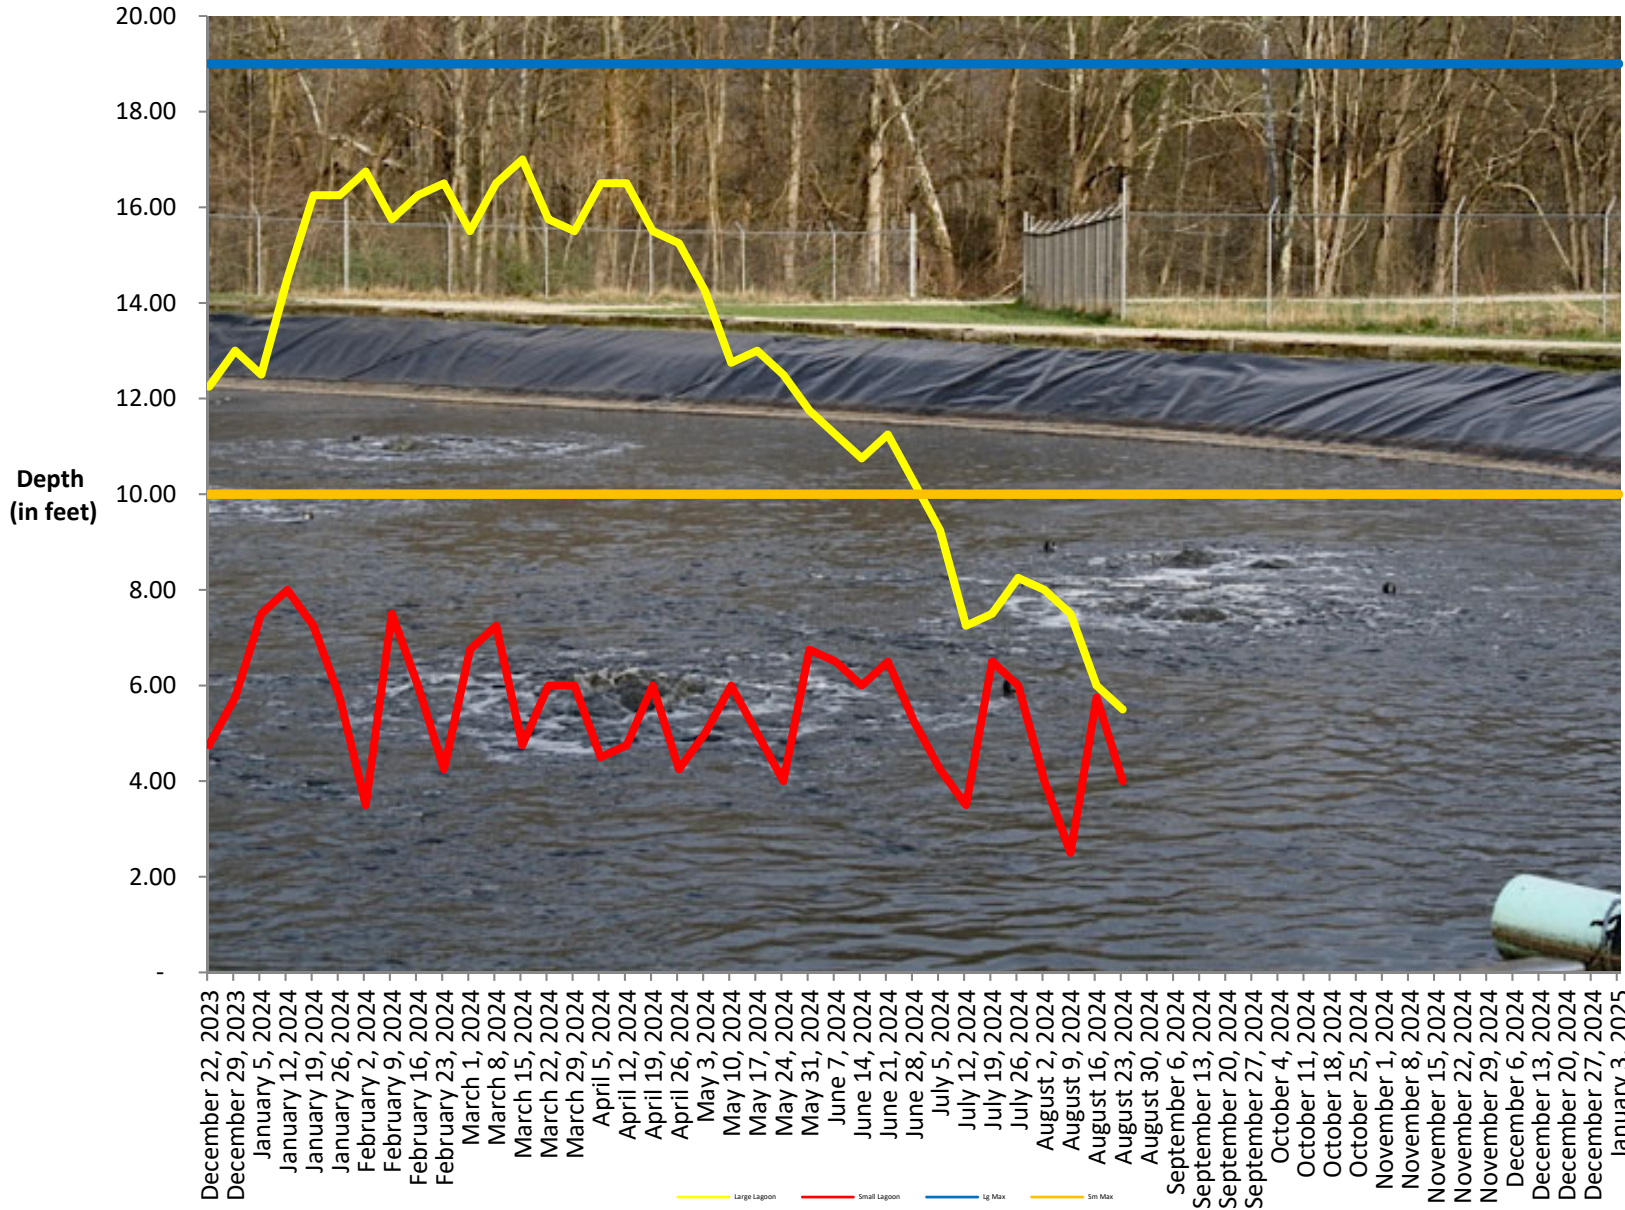 20.00
18.00
16.00
14.00
12.00
10.00
8.00
6.00
4.00
2.00
-
Depth
(in feet)
December 22, 2023
December 29, 2023
January 5, 2024
January 12, 2024
January 19, 2024
January 26, 2024
February 2, 2024
February 9, 2024
February 16, 2024
February 23, 2024
March 1, 2024
March 8, 2024
March 15, 2024
March 22, 2024
March 29, 2024
April 5, 2024
April 12, 2024
April 19, 2024
April 26, 2024
May 3, 2024
May 10, 2024
May 17, 2024
May 24, 2024
May 31, 2024
June 7, 2024
June 14, 2024
June 21, 2024
June 28, 2024
July 5, 2024
July 12, 2024
July 19, 2024
July 26, 2024
August 2, 2024
August 9, 2024
August 16, 2024
August 23, 2024
August 30, 2024
September 6, 2024
September 13, 2024
September 20, 2024
September 27, 2024
October 4, 2024
October 11, 2024
October 18, 2024
October 25, 2024
November 1, 2024
November 8, 2024
November 15, 2024
November 22, 2024
November 29, 2024
December 6, 2024
December 13, 2024
December 20, 2024
December 27, 2024
January 3, 2025
Large Lagoon
Small Lagoon
Lg Max
Sm Max